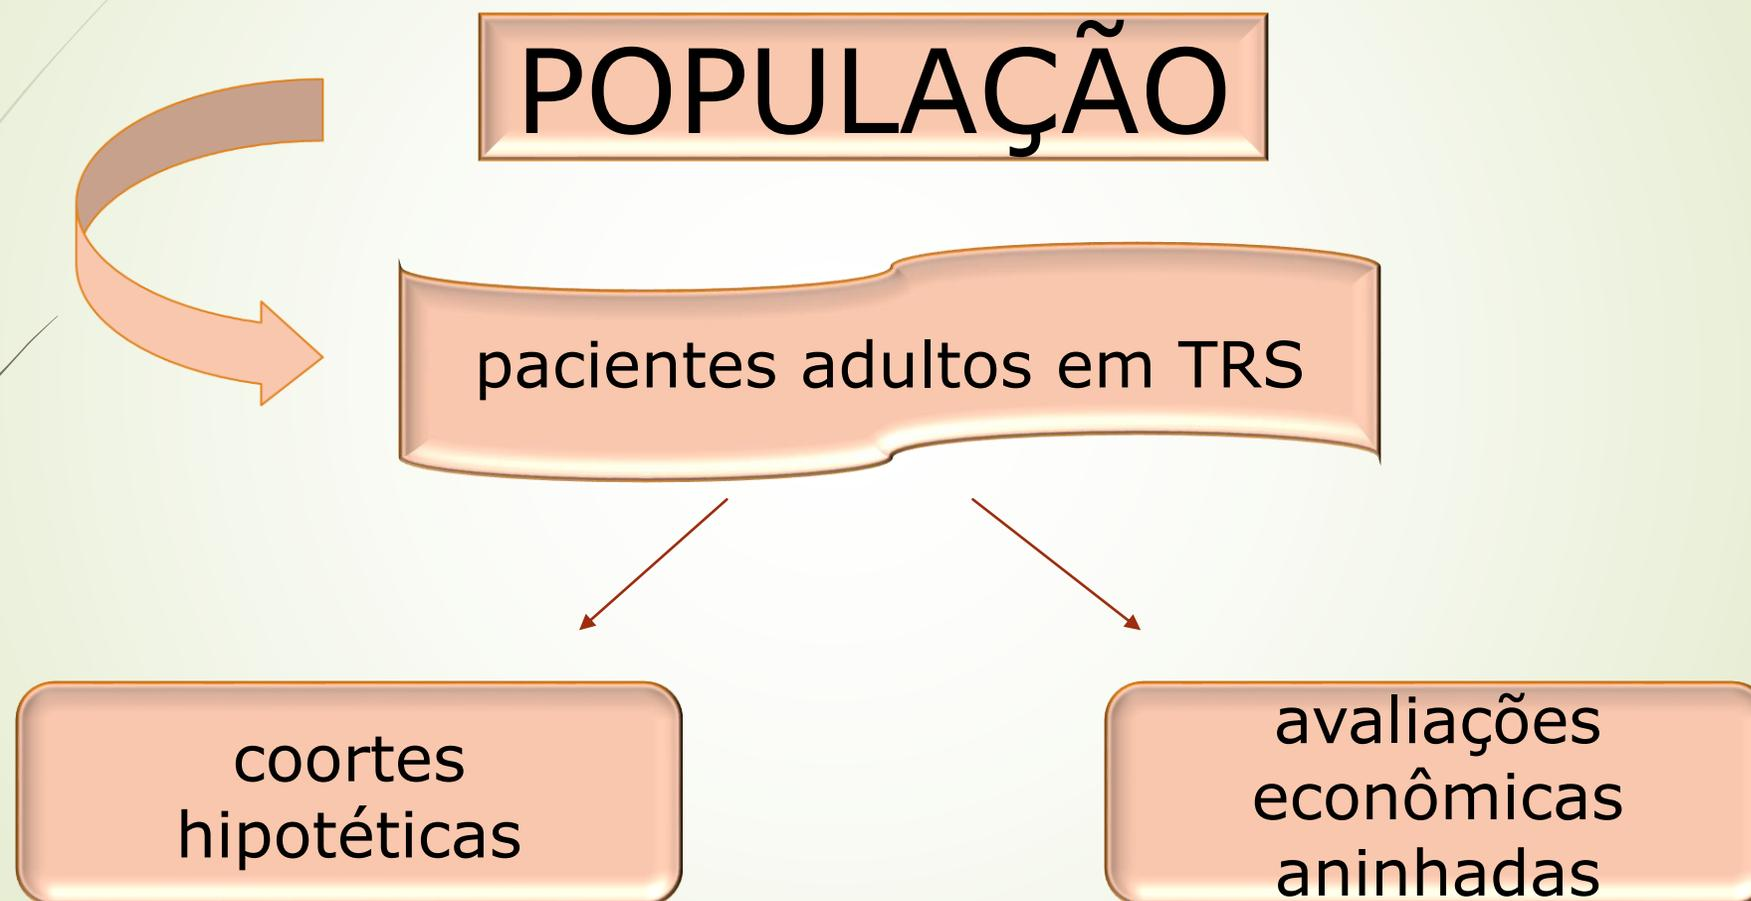 POPULAÇÃO
pacientes adultos em TRS
coortes
hipotéticas
avaliações
econômicas
aninhadas